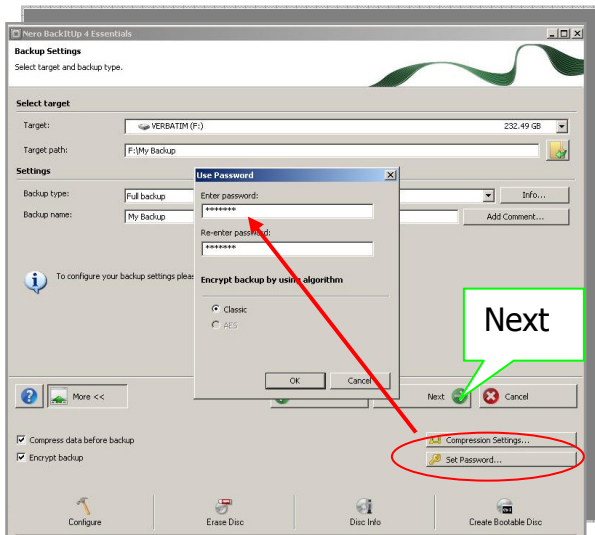 Nero BackItUp 4 Essentials
Backup Settings
Select target and backup type.
Select target
Target: VERBATIM (F:) 232.49 GB
Target path: F:\My Backup
Settings
Use Password
Backup type: Full backup Info...
Enter password:
*******
Backup name: My Backup Add Comment...
Re-enter password:
*******
To configure your backup settings pleas
Encrypt backup by using algorithm
Classic
AES
Next
OK Cancel
More << Next Cancel
Compress data before backup Compression Settings...
Encrypt backup Set Password...
Configure Erase Disc Disc Info Create Bootable Disc